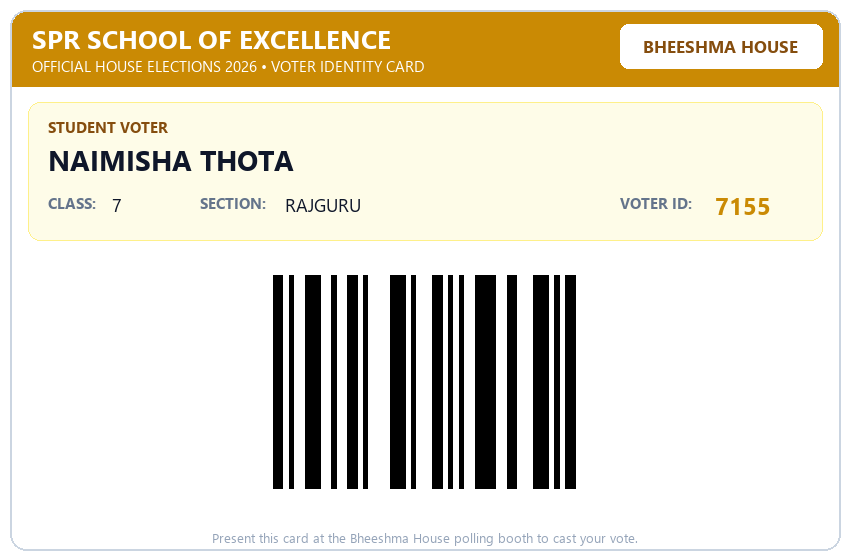 SPR SCHOOL OF EXCELLENCE
OFFICIAL HOUSE ELECTIONS 2026 • VOTER IDENTITY CARD
BHEESHMA HOUSE
STUDENT VOTER
NAIMISHA THOTA
CLASS: 7 SECTION: RAJGURU VOTER ID: 7155
Present this card at the Bheeshma House polling booth to cast your vote.